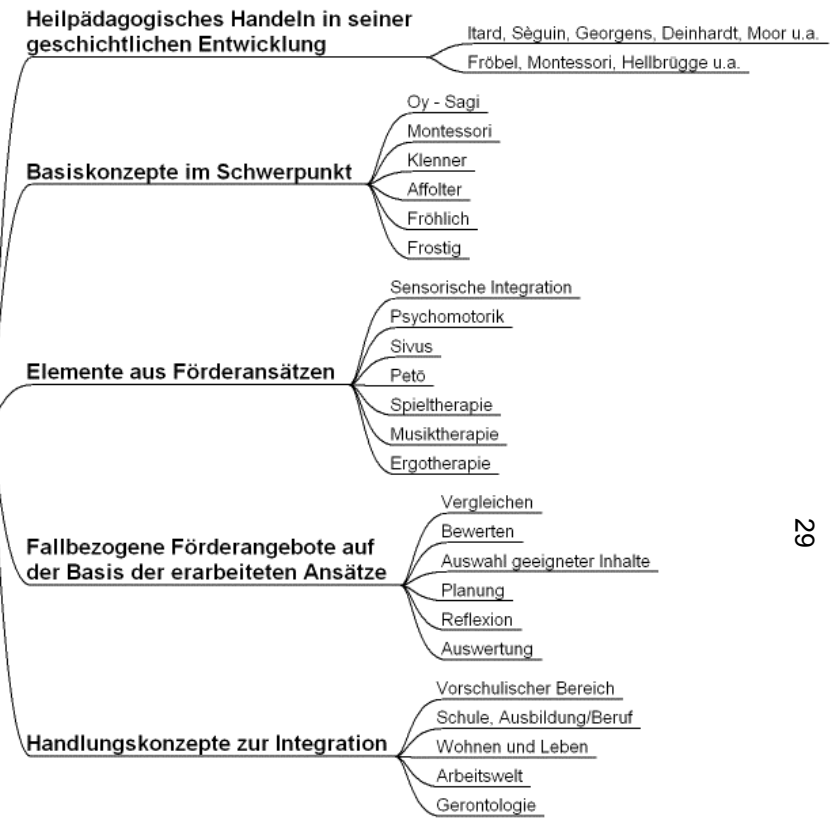 Heilpädagogisches Handeln in seiner
geschichtlichen Entwicklung
Itard, Sèguin, Georgens, Deinhardt, Moor u.a.
Fröbel, Montessori, Hellbrügge u.a.
Basiskonzepte im Schwerpunkt
Oy - Sagi
Montessori
Klenner
Affolter
Fröhlich
Frostig
Elemente aus Förderansätzen
Sensorische Integration
Psychomotorik
Sivus
Petö
Spieltherapie
Musiktherapie
Ergotherapie
Fallbezogene Förderangebote auf
der Basis der erarbeiteten Ansätze
Vergleichen
Bewerten
Auswahl geeigneter Inhalte
Planung
Reflexion
Auswertung
Handlungskonzepte zur Integration
Vorschulischer Bereich
Schule, Ausbildung/Beruf
Wohnen und Leben
Arbeitswelt
Gerontologie
29